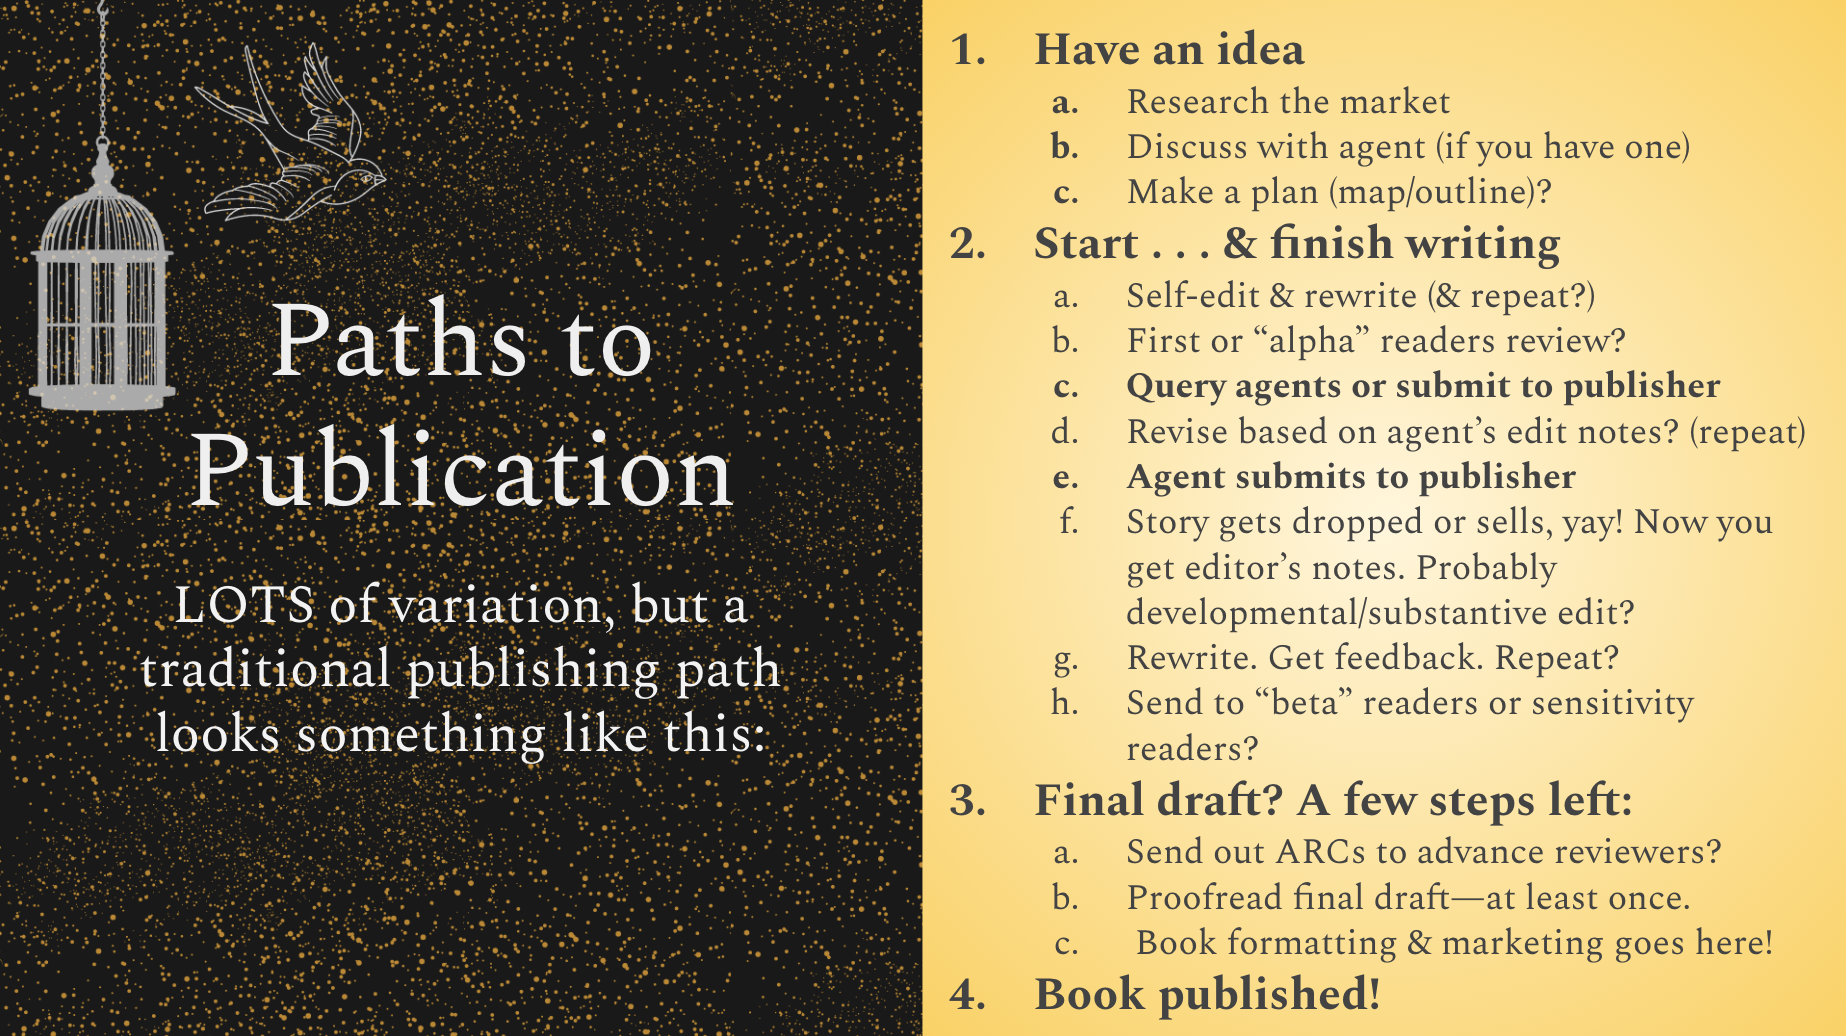 Paths to
Publication
LOTS of variation, but a
traditional publishing path
looks something like this:
1. Have an idea
a. Research the market
b. Discuss with agent (if you have one)
c. Make a plan (map/outline)?
2. Start . . . & finish writing
a. Self-edit & rewrite (& repeat?)
b. First or “alpha” readers review?
c. Query agents or submit to publisher
d. Revise based on agent’s edit notes? (repeat)
e. Agent submits to publisher
f. Story gets dropped or sells, yay! Now you
get editor’s notes. Probably
developmental/substantive edit?
g. Rewrite. Get feedback. Repeat?
h. Send to “beta” readers or sensitivity
readers?
3. Final draft? A few steps left:
a. Send out ARCs to advance reviewers?
b. Proofread final draft—at least once.
c. Book formatting & marketing goes here!
4. Book published!